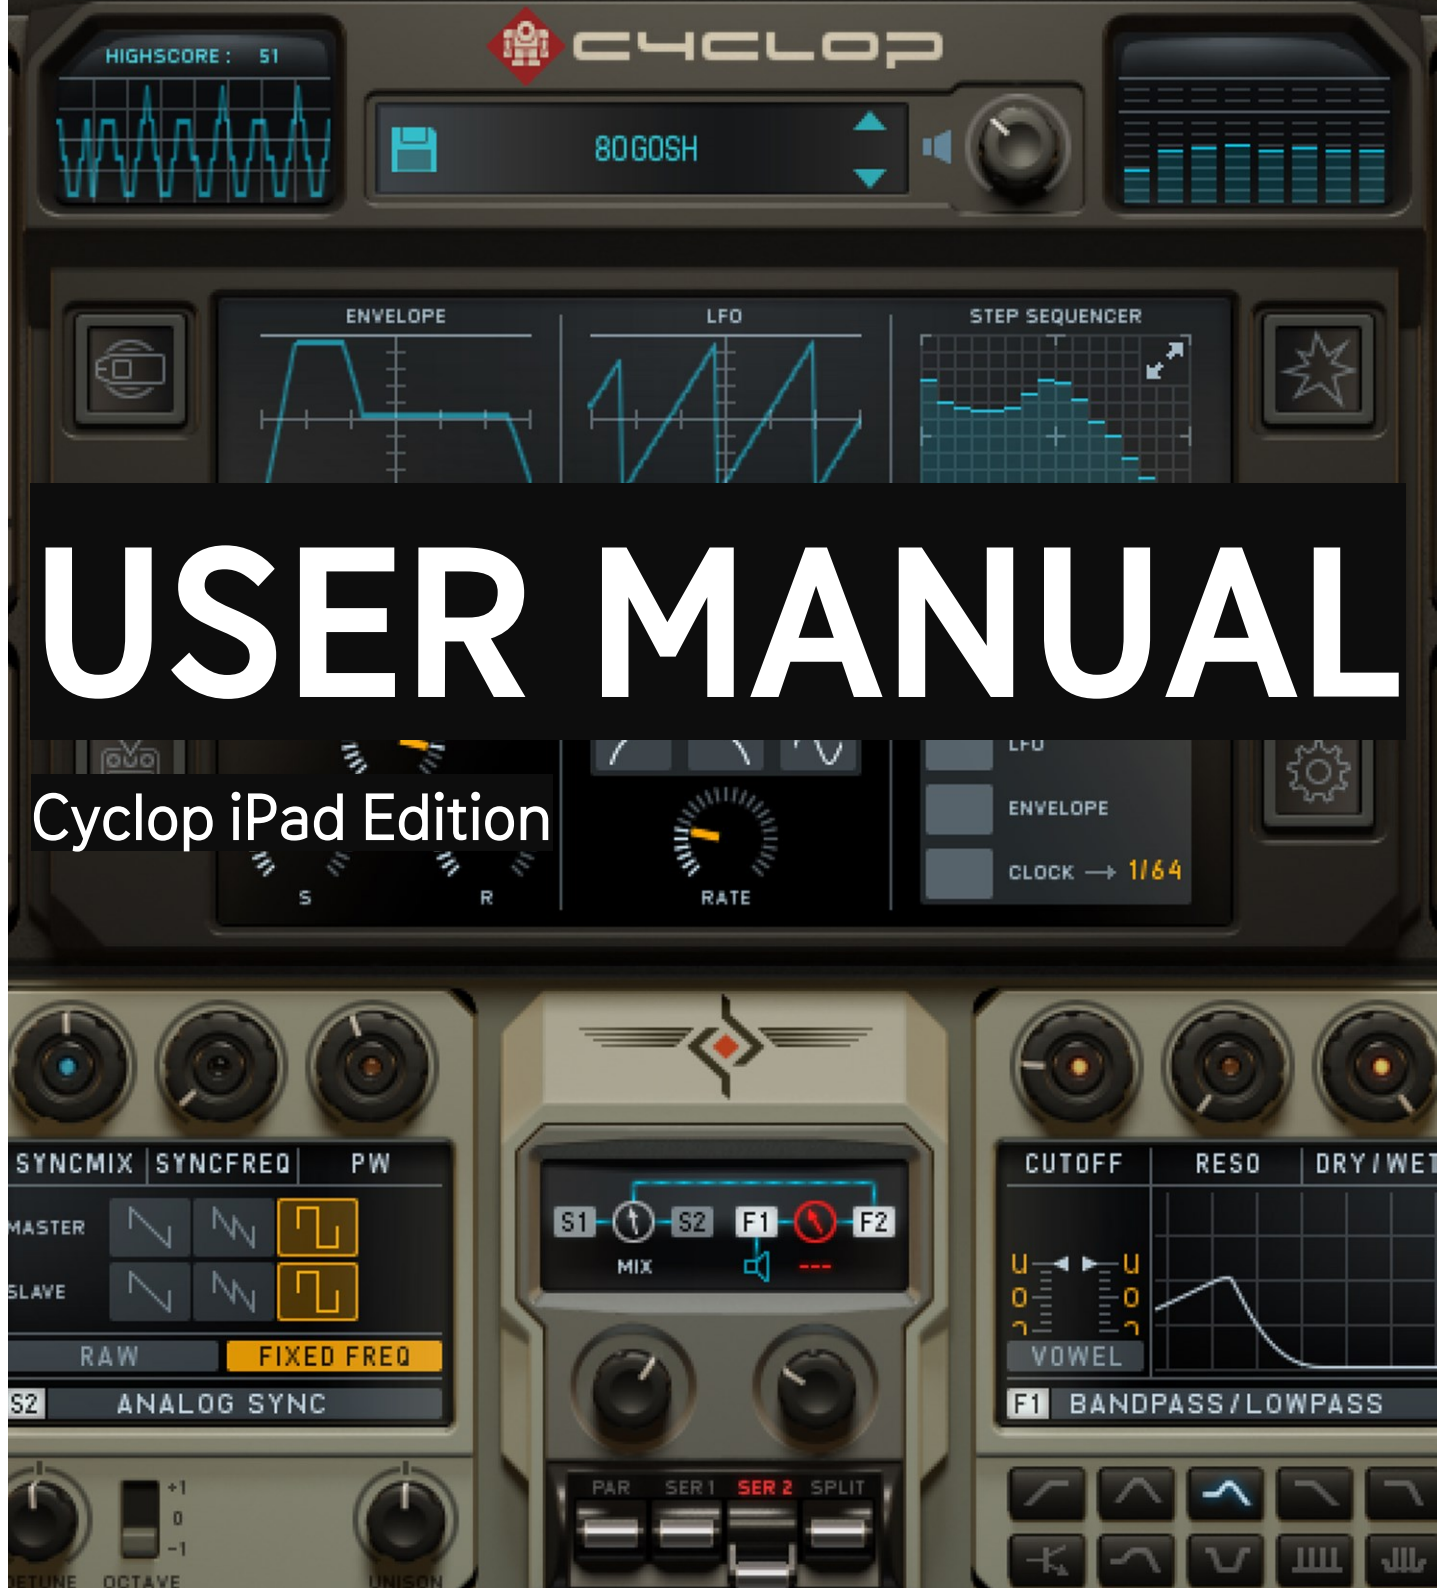 HIGHSCORE : 51
CYCLOP
80GOSH
ENVELOPE
LFO
STEP SEQUENCER
USER MANUAL
LFO
Cyclop iPad Edition
ENVELOPE
CLOCK → 1/64
S
R
RATE
SYNCMIX
SYNCFREQ
PW
CUTOFF
RESO
DRY/WET
MASTER
SLAVE
S1
S2
F1
F2
MIX
---
U
U
O
O
RAW
FIXED FREQ
VOWEL
S2 ANALOG SYNC
F1 BANDPASS/LOWPASS
PAR
SER 1
SER 2
SPLIT
+1
0
-1
DETUNE
OCTAVE
UNISON